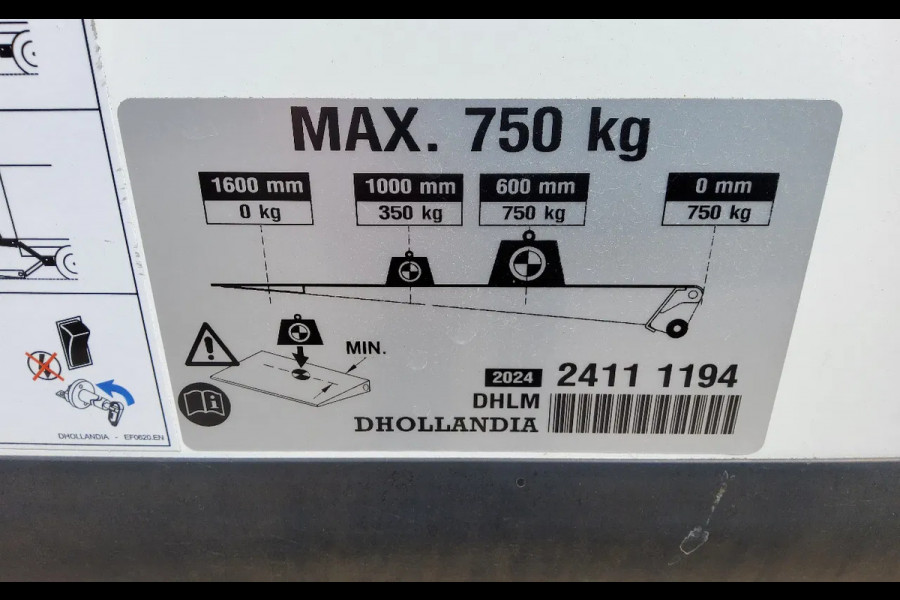 MAX. 750 kg
1600 mm
0 kg
1000 mm
350 kg
600 mm
750 kg
0 mm
750 kg
MIN.
2024 2411 1194
DHLM
DHOLLANDIA
DHOLLANDIA - EF0620.EN